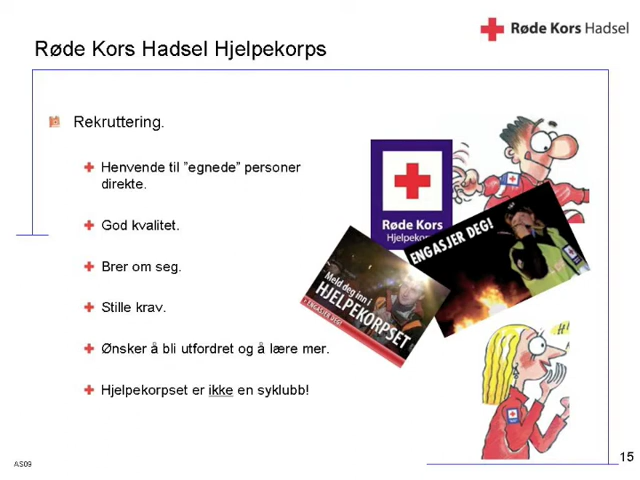 Røde Kors Hadsel
Røde Kors Hadsel Hjelpekorps
Rekruttering.
Henvende til "egnede" personer
direkte.
God kvalitet.
Brer om seg.
Stille krav.
Ønsker å bli utfordret og å lære mer.
Hjelpekorpset er ikke en syklubb!
Røde Kors
Hjelpekor
ENGASJER DEG!
Meld deg inn i
HJELPEKORPSET
ENGASJER DEG!
AS09
15